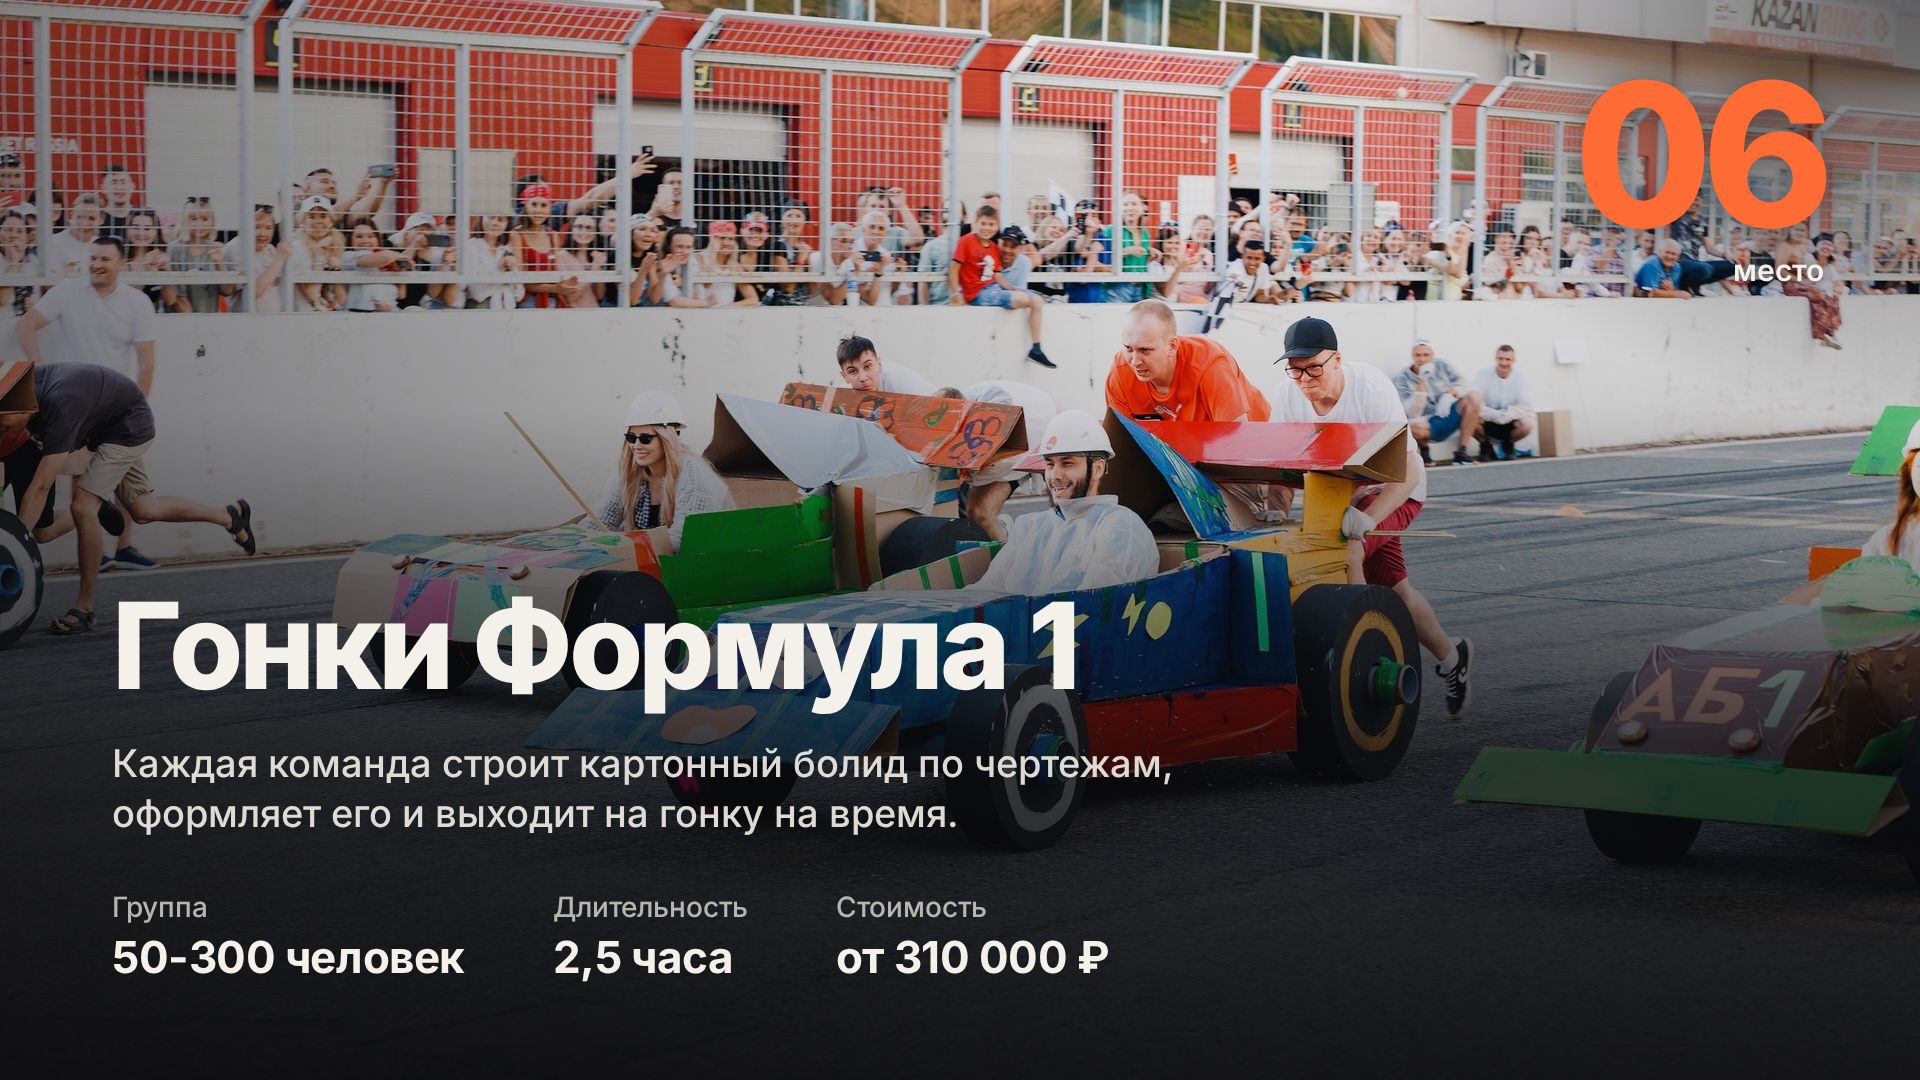 KAZAN RING
06
место
АБ1
Гонки Формула 1
Каждая команда строит картонный болид по чертежам,
оформляет его и выходит на гонку на время.
Группа
Длительность
Стоимость
50-300 человек
2,5 часа
от 310 000 ₽